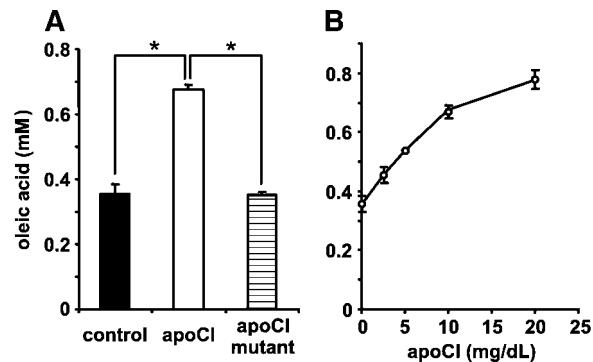 A
B
* *
0.8
0.6
0.4
0.2
0
oleic acid (mM)
control apoCI apoCI
mutant
0.8
0.6
0.4
0.2
0
0 5 10 15 20 25
apoCI (mg/dL)